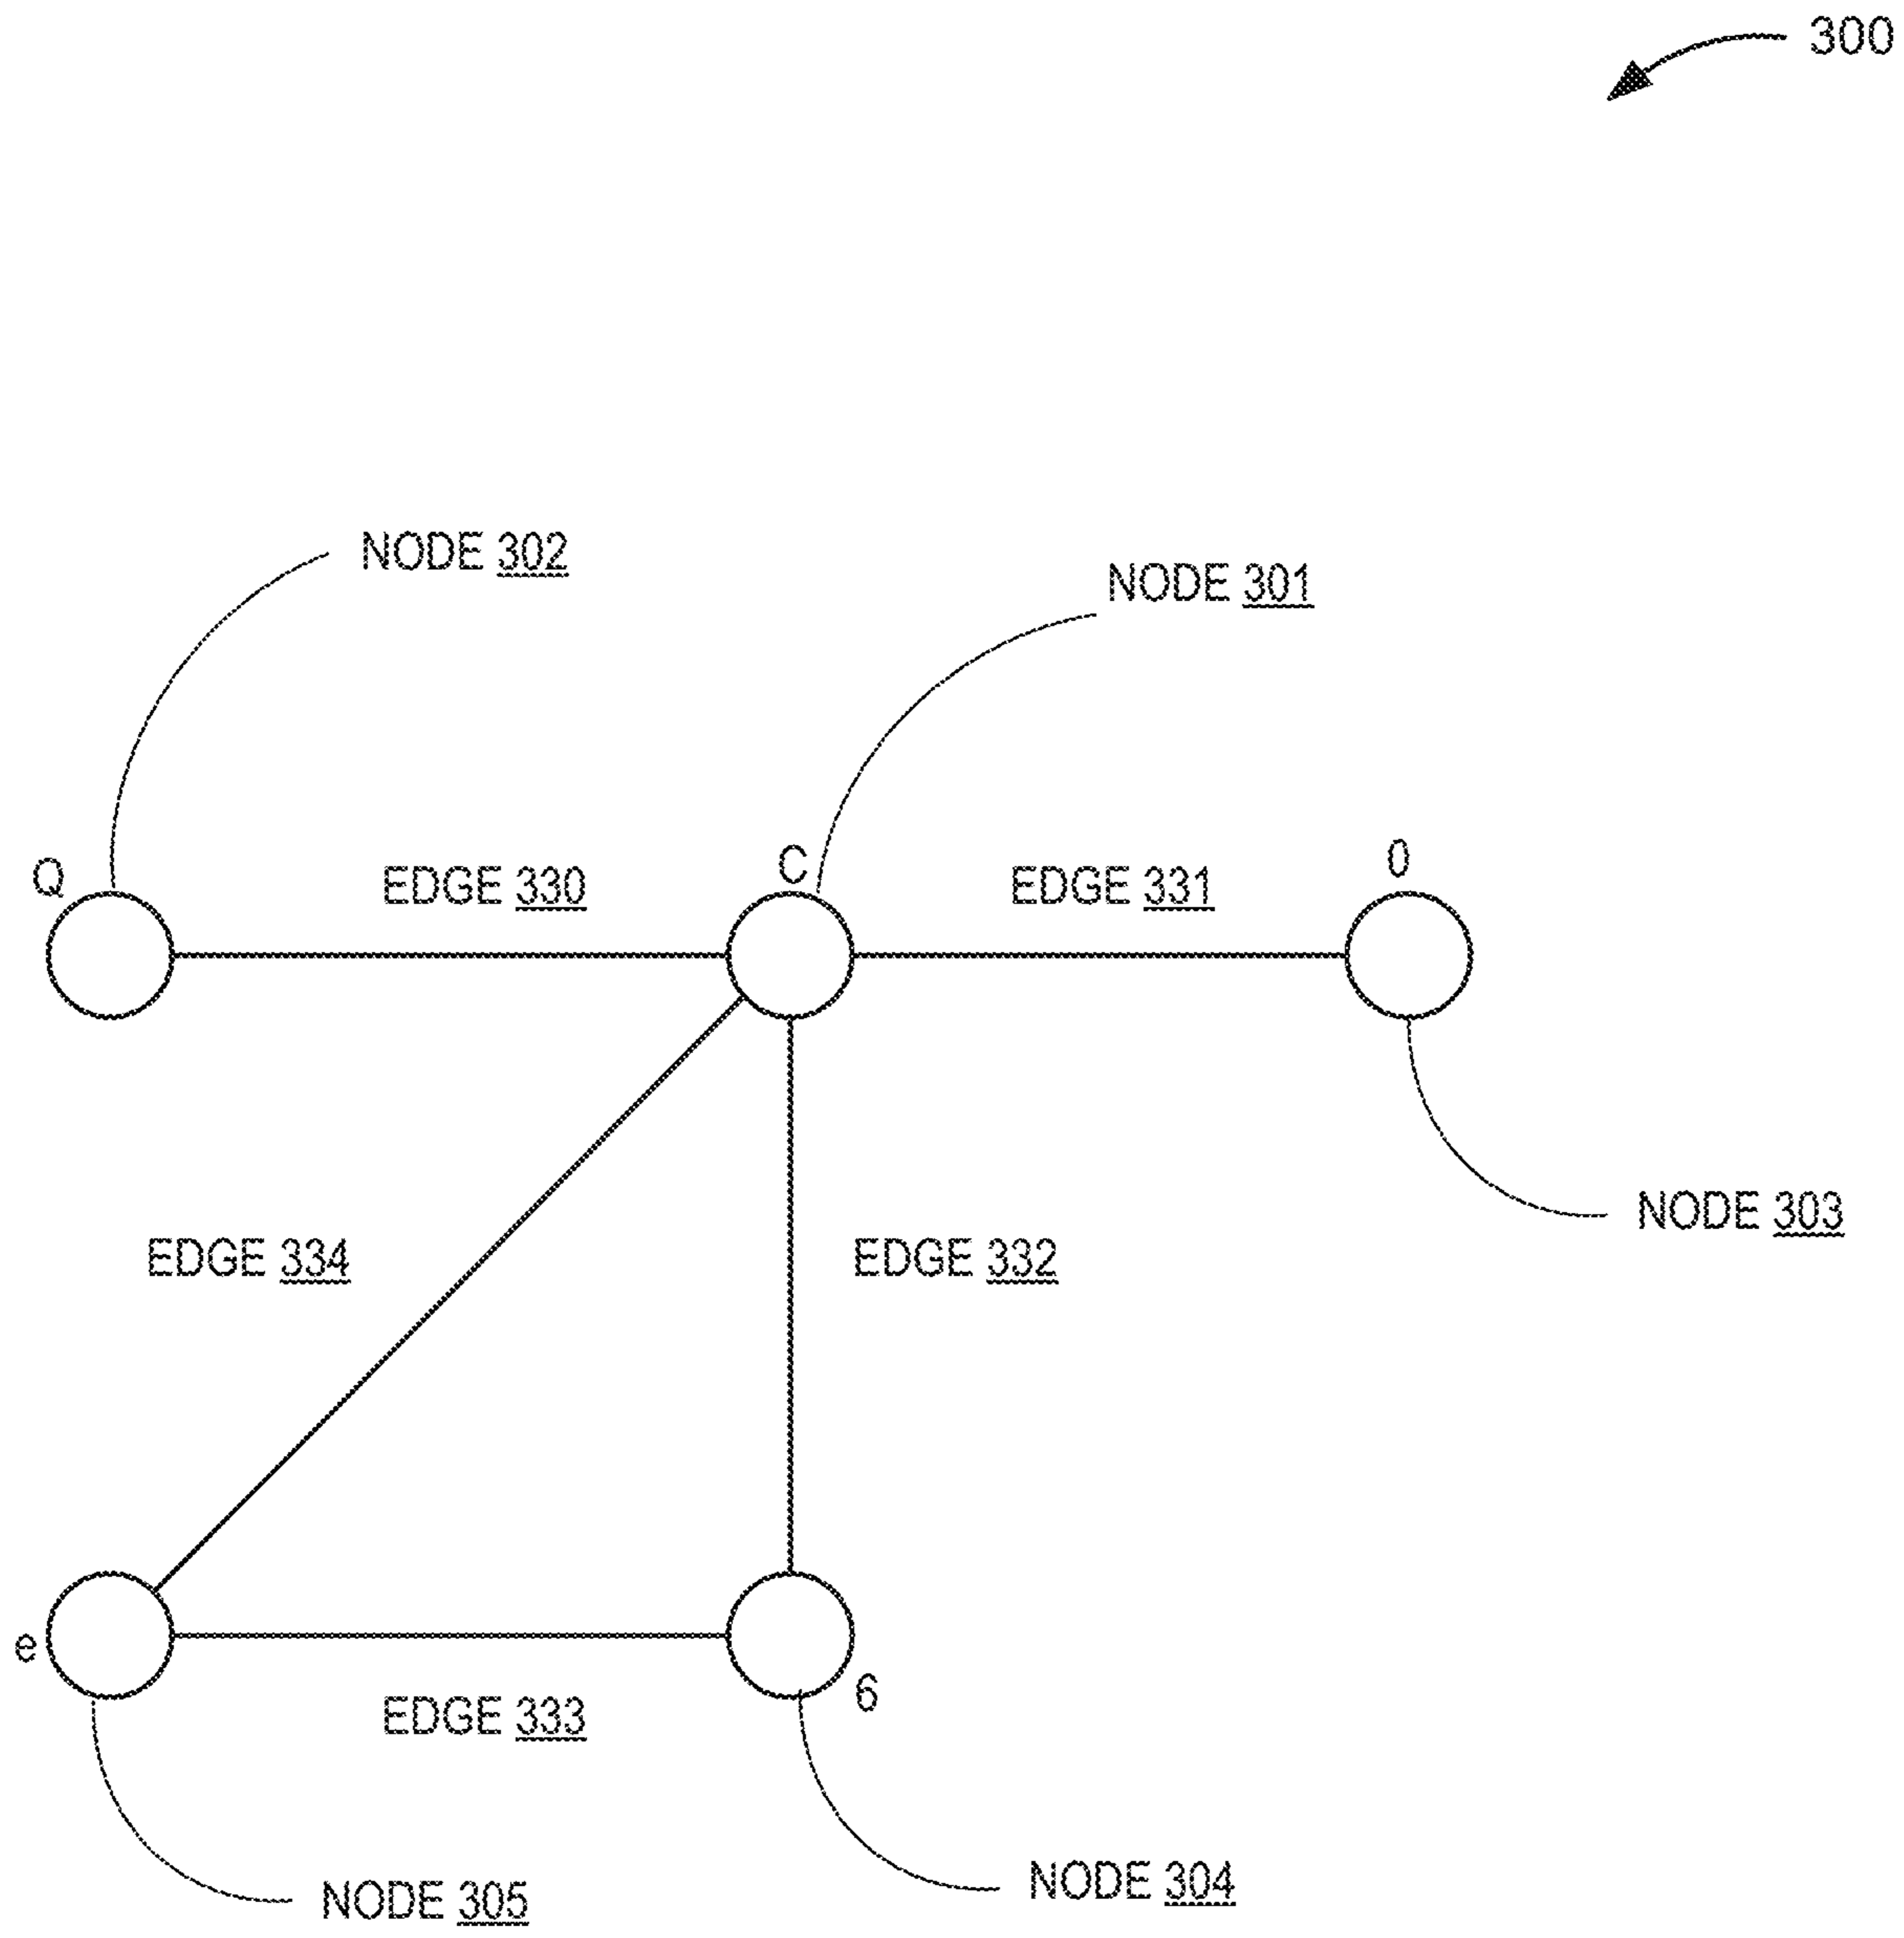 300
NODE 302
NODE 301
Q
EDGE 330
C
EDGE 331
0
EDGE 334
EDGE 332
NODE 303
e
EDGE 333
6
NODE 305
NODE 304